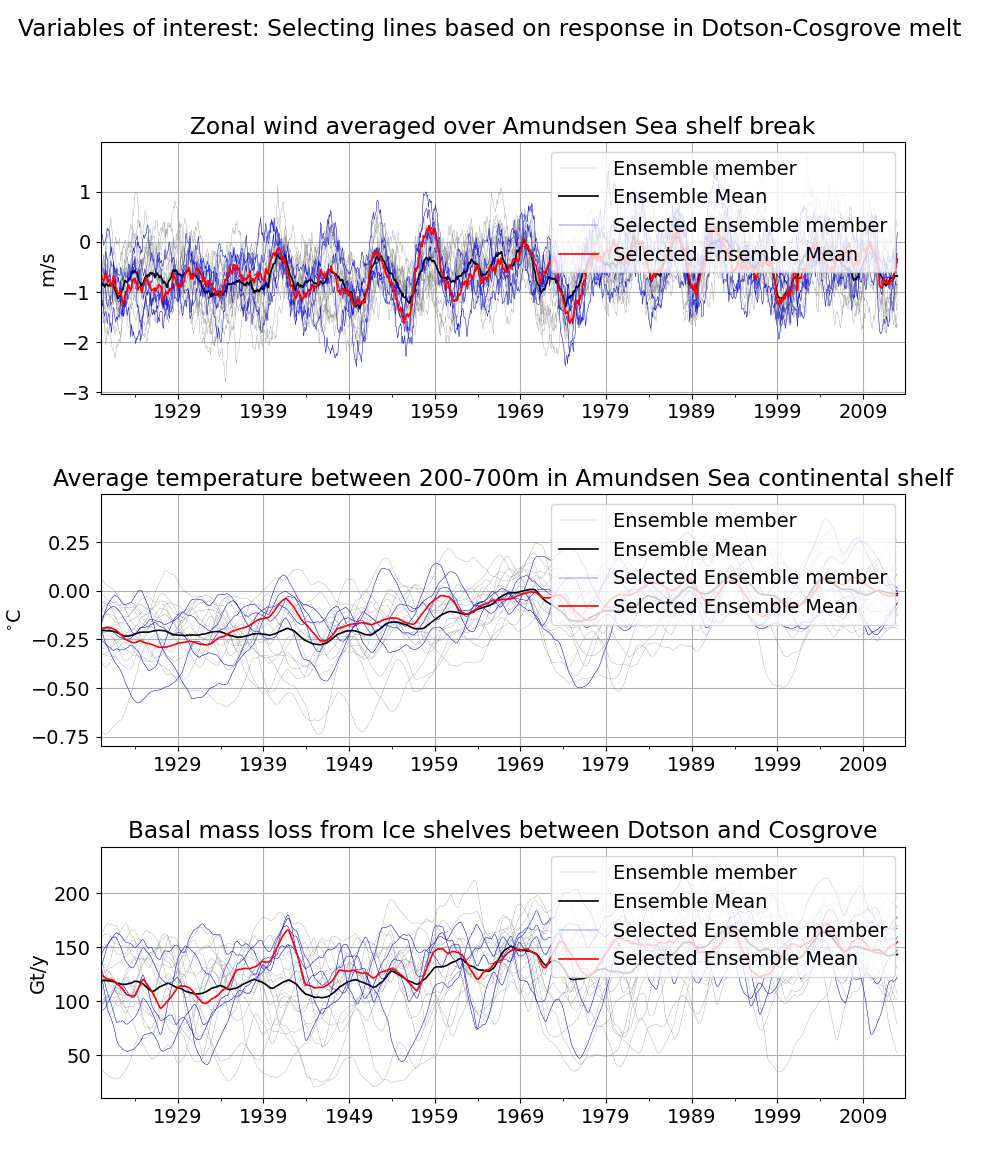 Variables of interest: Selecting lines based on response in Dotson-Cosgrove melt
Zonal wind averaged over Amundsen Sea shelf break
Ensemble member
Ensemble Mean
Selected Ensemble member
Selected Ensemble Mean
m/s
1
0
−1
−2
−3
1929 1939 1949 1959 1969 1979 1989 1999 2009
Average temperature between 200-700m in Amundsen Sea continental shelf
Ensemble member
Ensemble Mean
Selected Ensemble member
Selected Ensemble Mean
°C
0.25
0.00
−0.25
−0.50
−0.75
1929 1939 1949 1959 1969 1979 1989 1999 2009
Basal mass loss from Ice shelves between Dotson and Cosgrove
Ensemble member
Ensemble Mean
Selected Ensemble member
Selected Ensemble Mean
Gt/y
200
150
100
50
1929 1939 1949 1959 1969 1979 1989 1999 2009